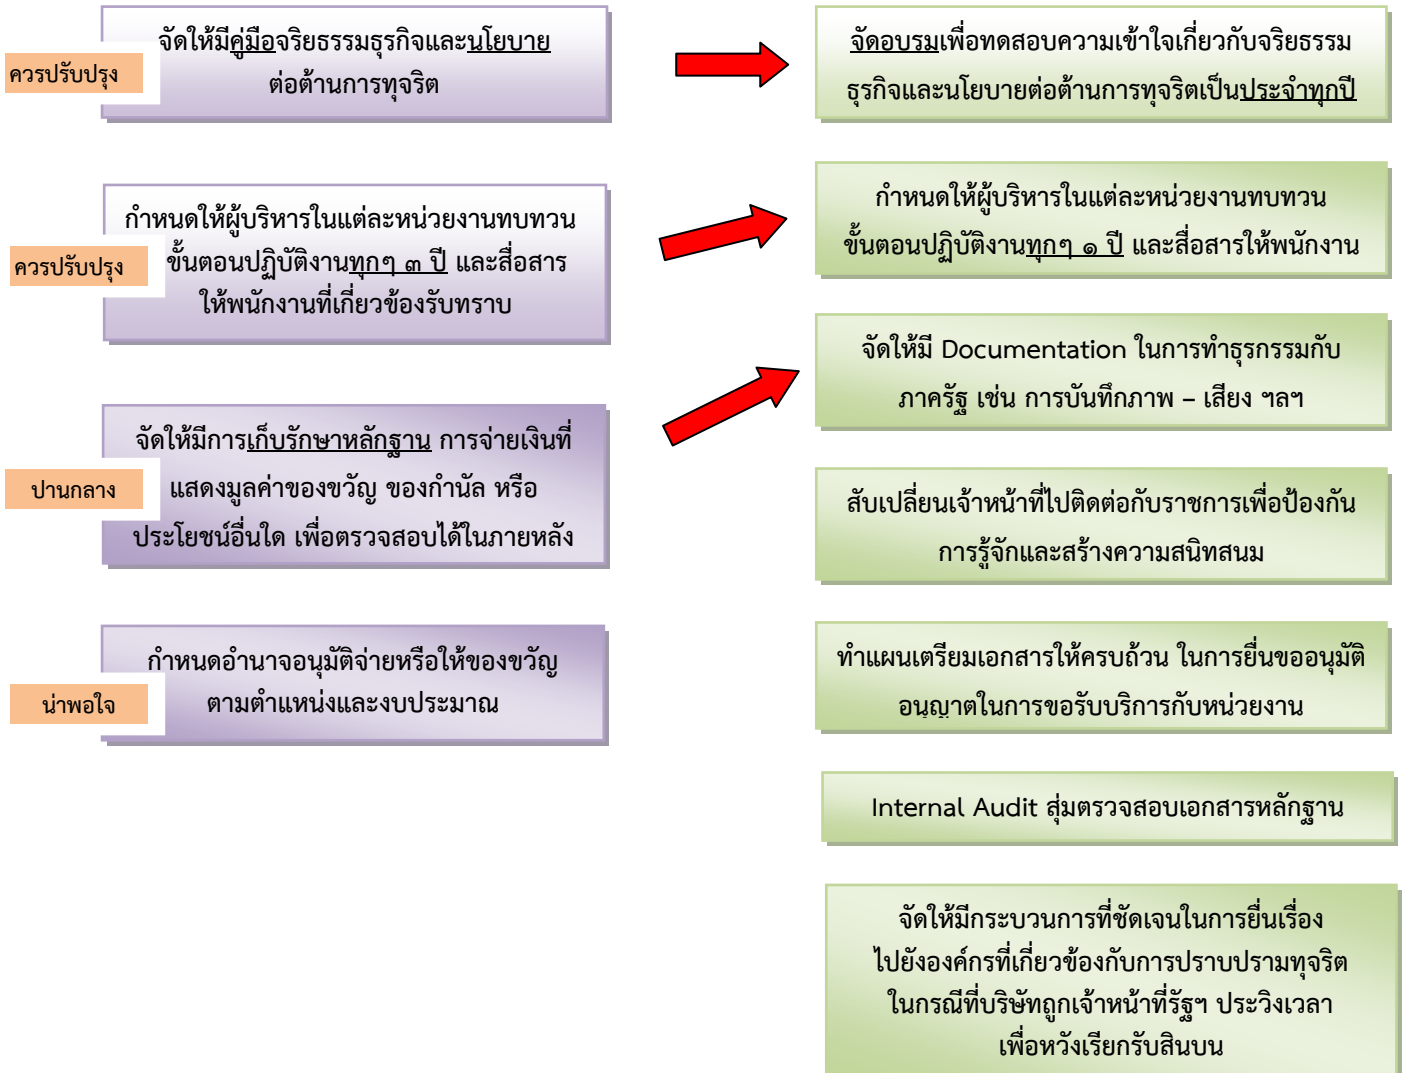 จัดให้มีคู่มือจริยธรรมธุรกิจและนโยบาย
ต่อต้านการทุจริต
ควรปรับปรุง
จัดอบรมเพื่อทดสอบความเข้าใจเกี่ยวกับจริยธรรม
ธุรกิจและนโยบายต่อต้านการทุจริตเป็นประจำทุกปี
กำหนดให้ผู้บริหารในแต่ละหน่วยงานทบทวน
ขั้นตอนปฏิบัติงานทุกๆ ๓ ปี และสื่อสาร
ให้พนักงานที่เกี่ยวข้องรับทราบ
ควรปรับปรุง
กำหนดให้ผู้บริหารในแต่ละหน่วยงานทบทวน
ขั้นตอนปฏิบัติงานทุกๆ ๑ ปี และสื่อสารให้พนักงาน
จัดให้มี Documentation ในการทำธุรกรรมกับ
ภาครัฐ เช่น การบันทึกภาพ – เสียง ฯลฯ
จัดให้มีการเก็บรักษาหลักฐาน การจ่ายเงินที่
แสดงมูลค่าของขวัญ ของกำนัล หรือ
ประโยชน์อื่นใด เพื่อตรวจสอบได้ในภายหลัง
ปานกลาง
สับเปลี่ยนเจ้าหน้าที่ไปติดต่อกับราชการเพื่อป้องกัน
การรู้จักและสร้างความสนิทสนม
กำหนดอำนาจอนุมัติจ่ายหรือให้ของขวัญ
ตามตำแหน่งและงบประมาณ
น่าพอใจ
ทำแผนเตรียมเอกสารให้ครบถ้วน ในการยื่นขออนุมัติ
อนุญาตในการขอรับบริการกับหน่วยงาน
Internal Audit สุ่มตรวจสอบเอกสารหลักฐาน
จัดให้มีกระบวนการที่ชัดเจนในการยื่นเรื่อง
ไปยังองค์กรที่เกี่ยวข้องกับการปราบปรามทุจริต
ในกรณีที่บริษัทถูกเจ้าหน้าที่รัฐฯ ประวิงเวลา
เพื่อหวังเรียกรับสินบน